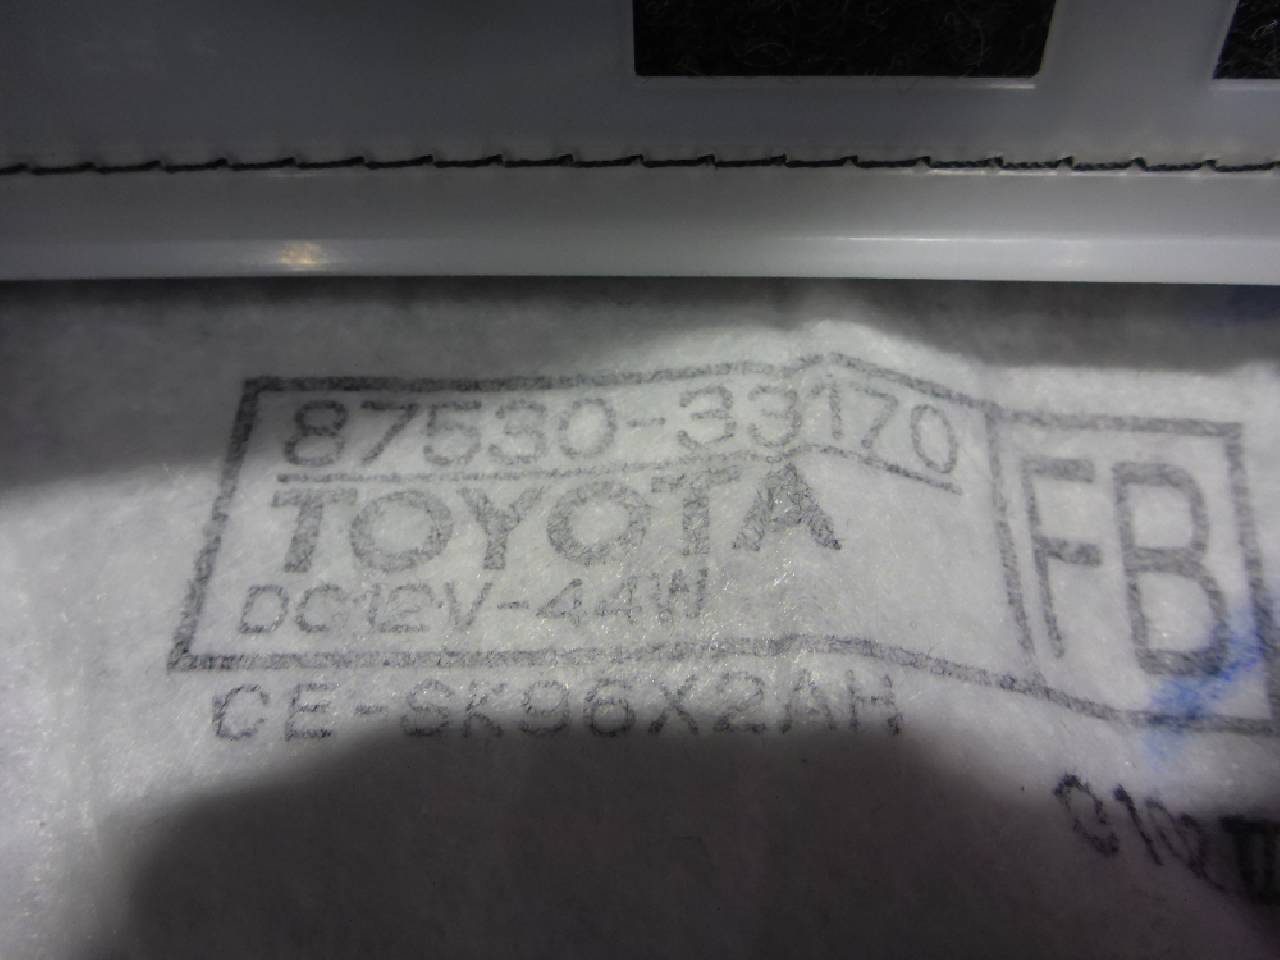 87530-33170
TOYOTA
DC12V-44W
FB
CE-SK96X2AH